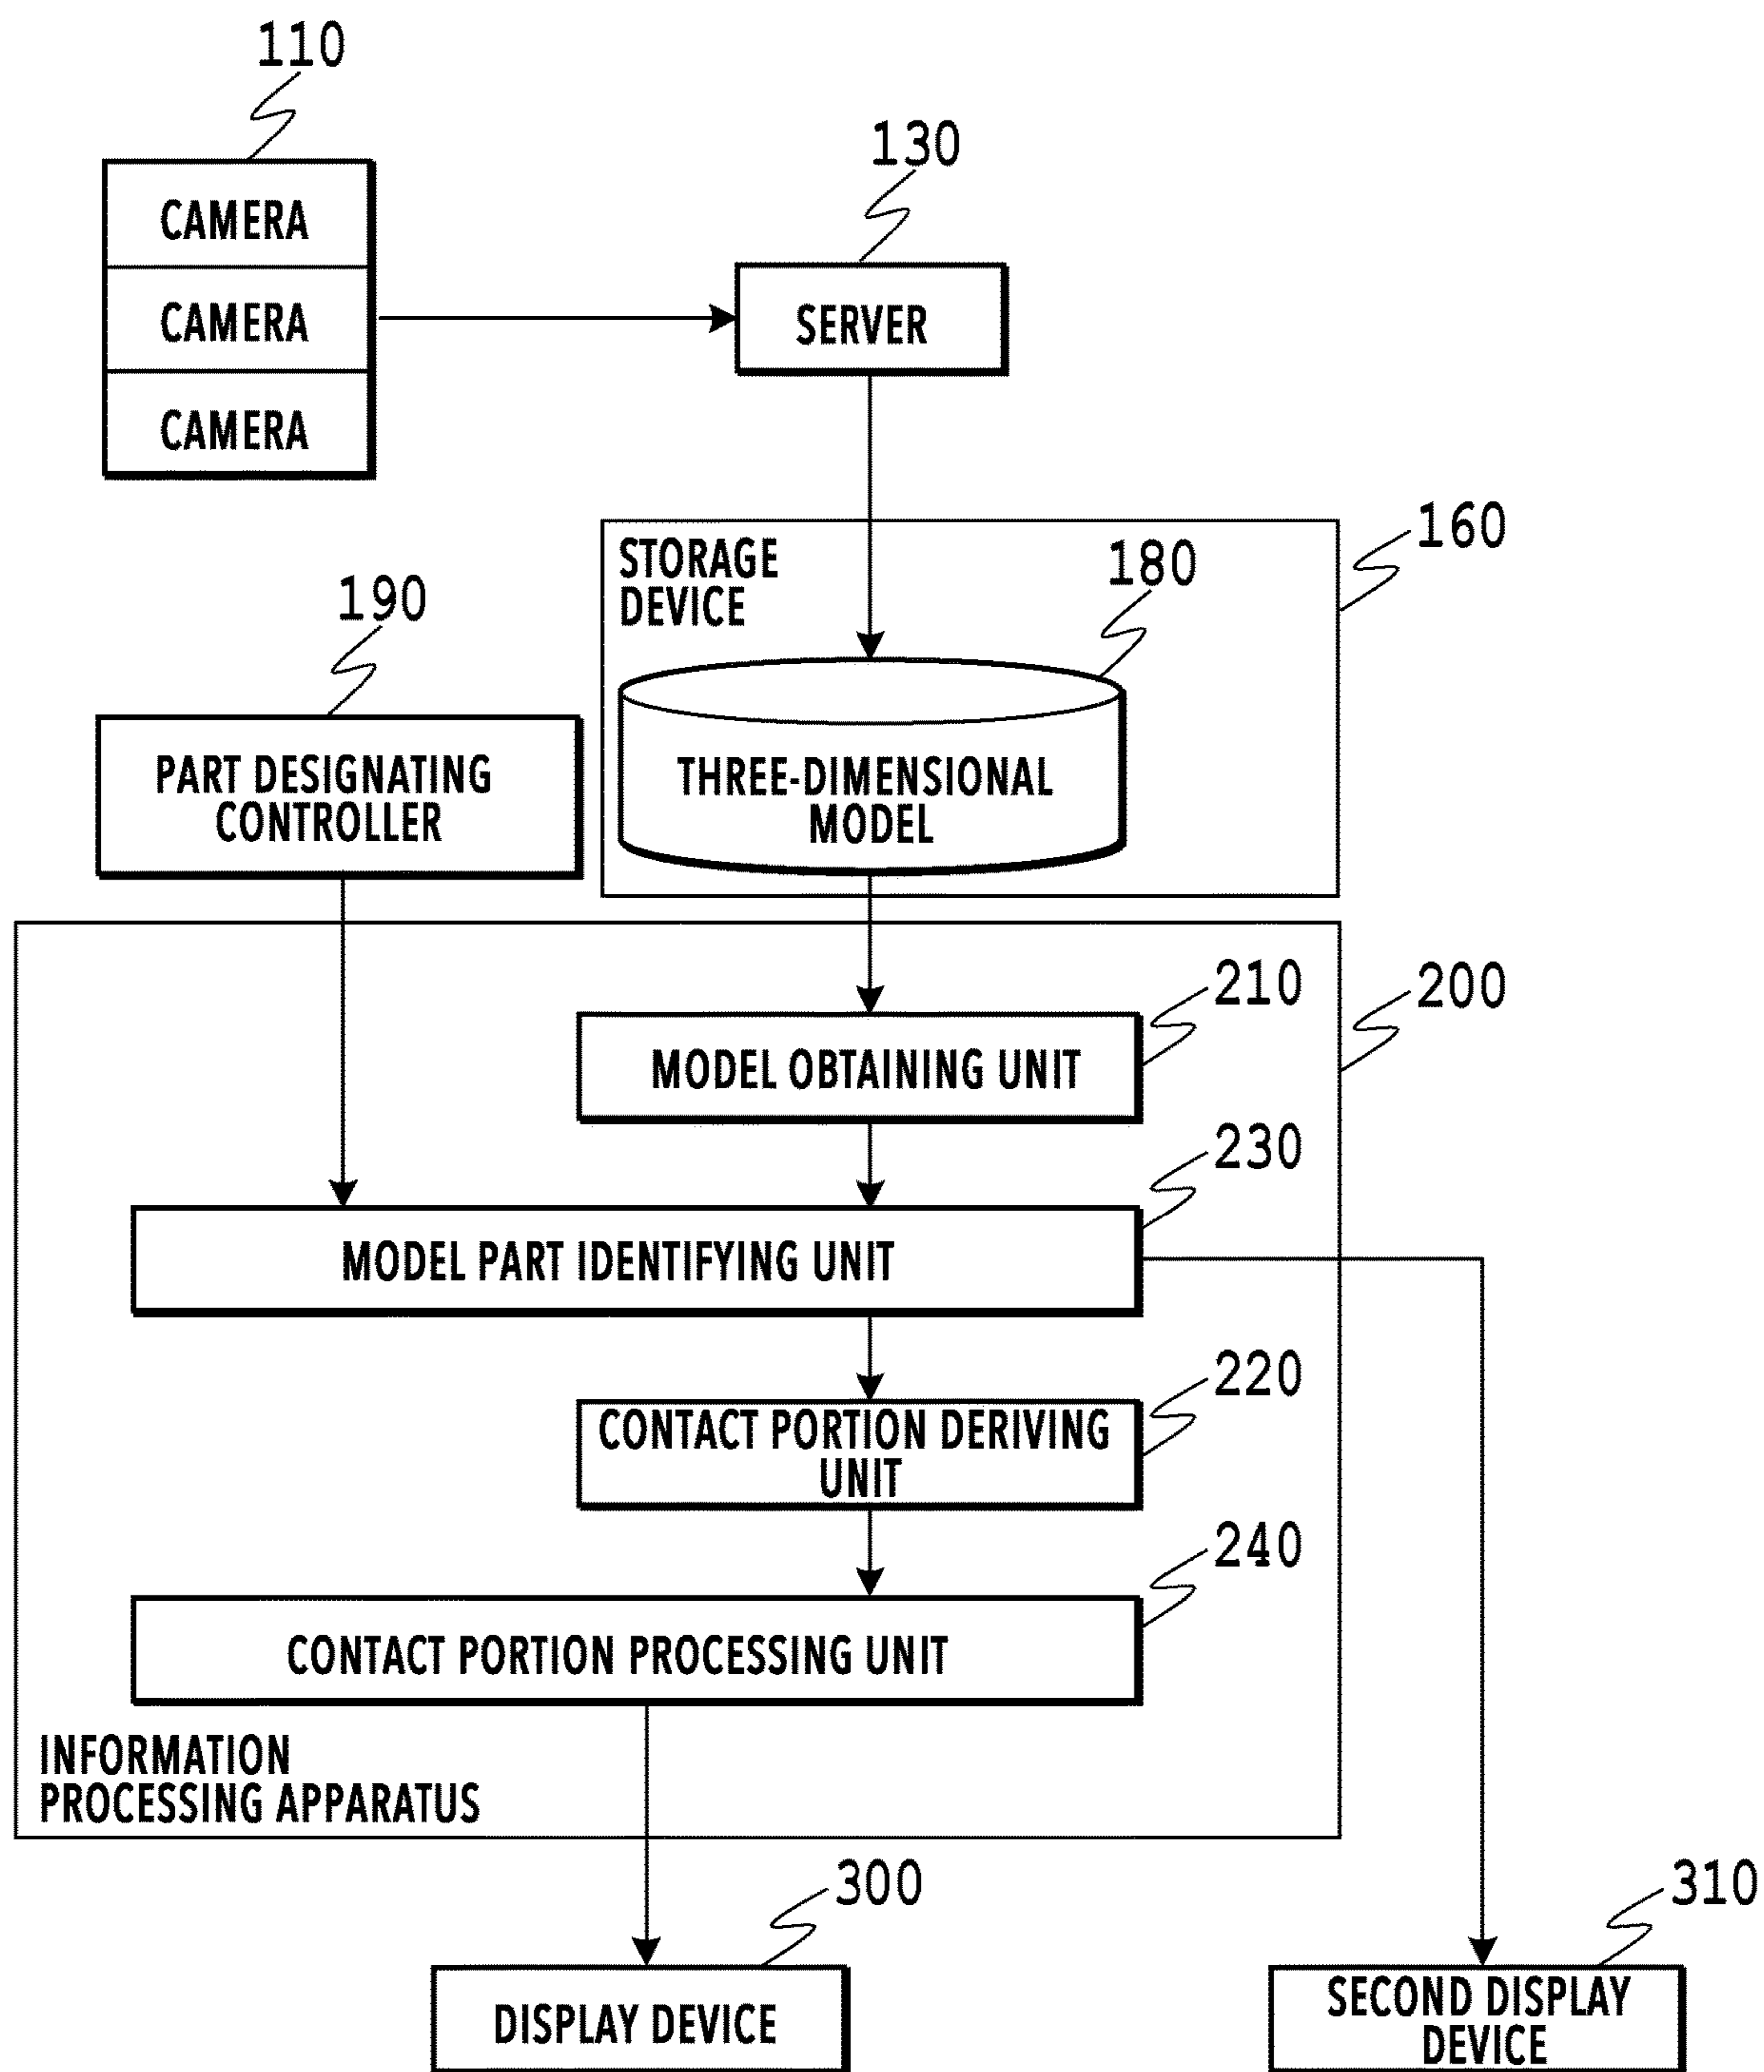 110
CAMERA
CAMERA
CAMERA
130
SERVER
160
STORAGE
DEVICE
180
THREE-DIMENSIONAL
MODEL
190
PART DESIGNATING
CONTROLLER
200
210
MODEL OBTAINING UNIT
230
MODEL PART IDENTIFYING UNIT
220
CONTACT PORTION DERIVING
UNIT
240
CONTACT PORTION PROCESSING UNIT
INFORMATION
PROCESSING APPARATUS
300
DISPLAY DEVICE
310
SECOND DISPLAY
DEVICE